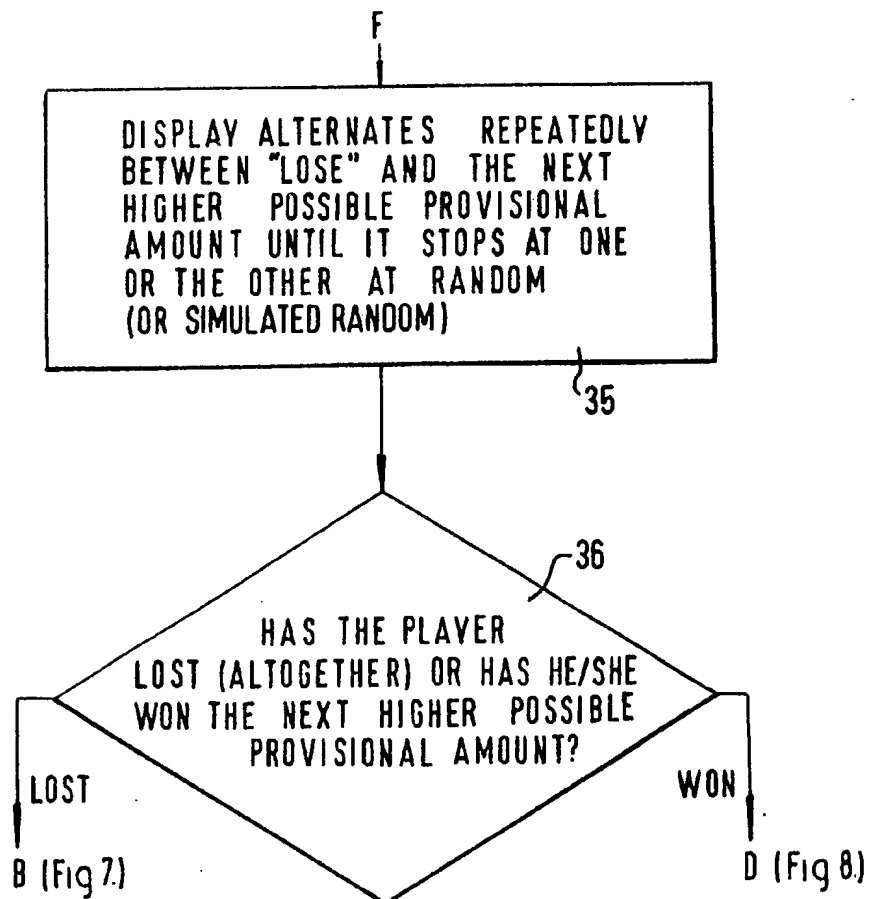 F
DISPLAY ALTERNATES REPEATEDLY
BETWEEN "LOSE" AND THE NEXT
HIGHER POSSIBLE PROVISIONAL
AMOUNT UNTIL IT STOPS AT ONE
OR THE OTHER AT RANDOM
(OR SIMULATED RANDOM)
35
36
HAS THE PLAYER
LOST (ALTOGETHER) OR HAS HE/SHE
WON THE NEXT HIGHER POSSIBLE
PROVISIONAL AMOUNT?
LOST
WON
B (Fig 7.)
D (Fig 8.)